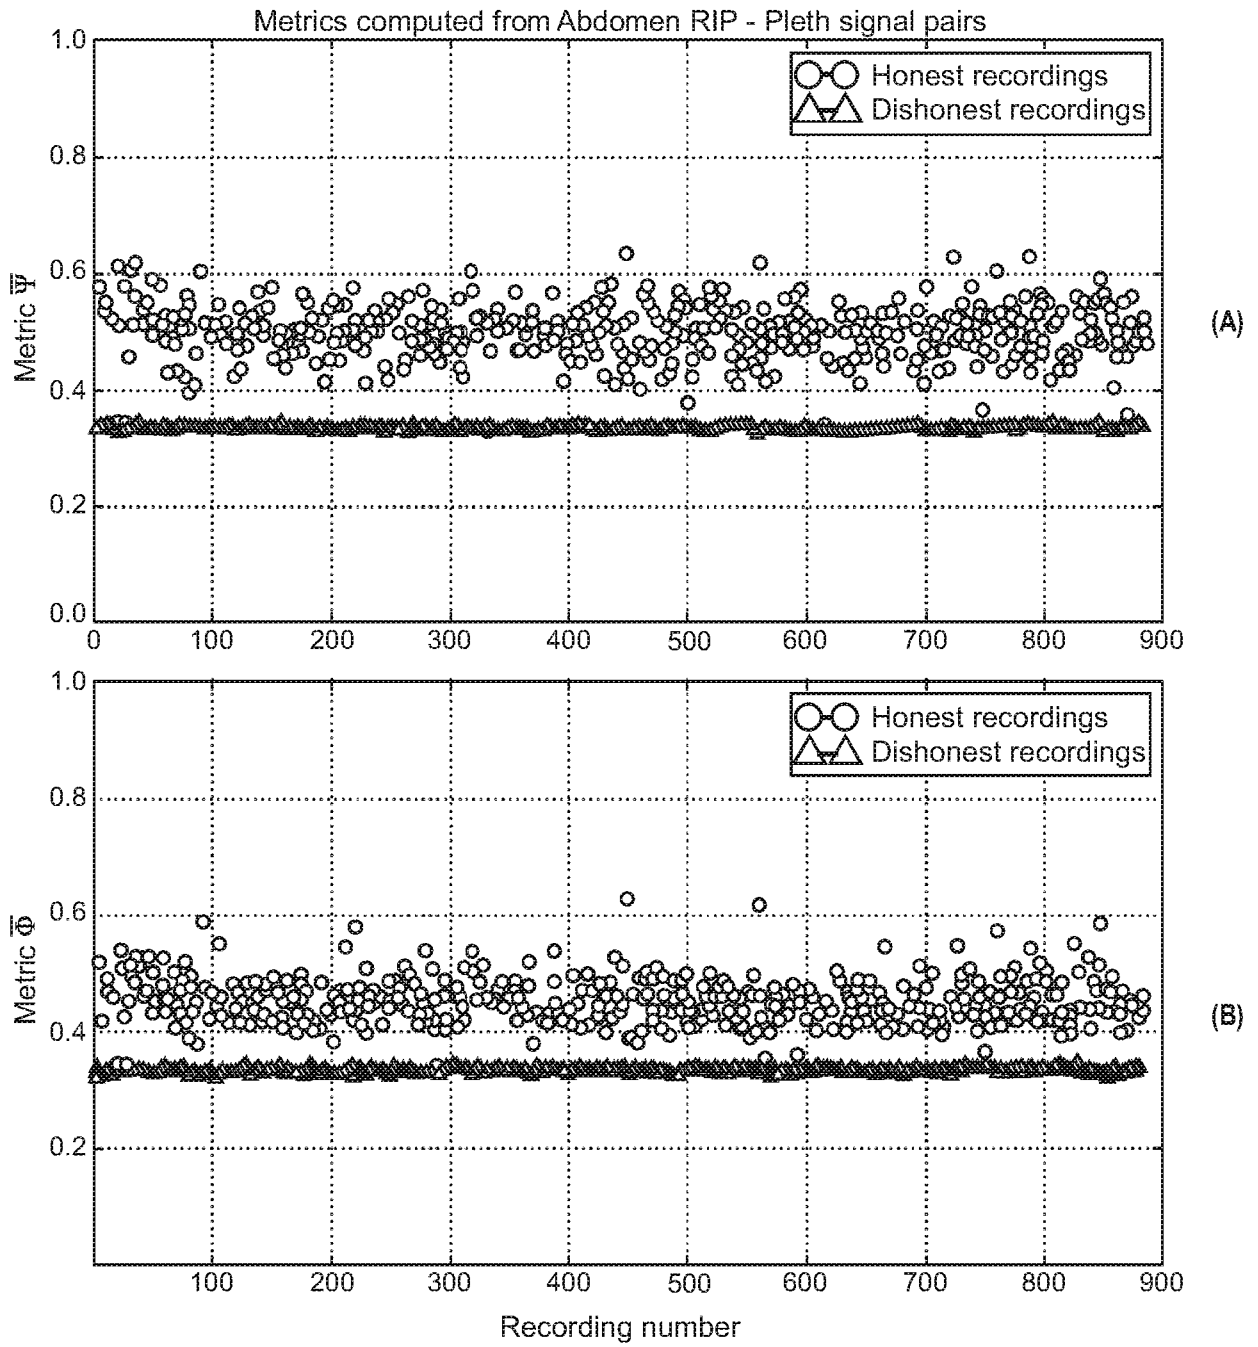 Metrics computed from Abdomen RIP - Pleth signal pairs
1.0
0.8
0.6
0.4
0.2
0.0
Metric Ψ̅
Honest recordings
Dishonest recordings
(A)
0 100 200 300 400 500 600 700 800 900
1.0
0.8
0.6
0.4
0.2
Metric Φ̅
Honest recordings
Dishonest recordings
(B)
100 200 300 400 500 600 700 800 900
Recording number